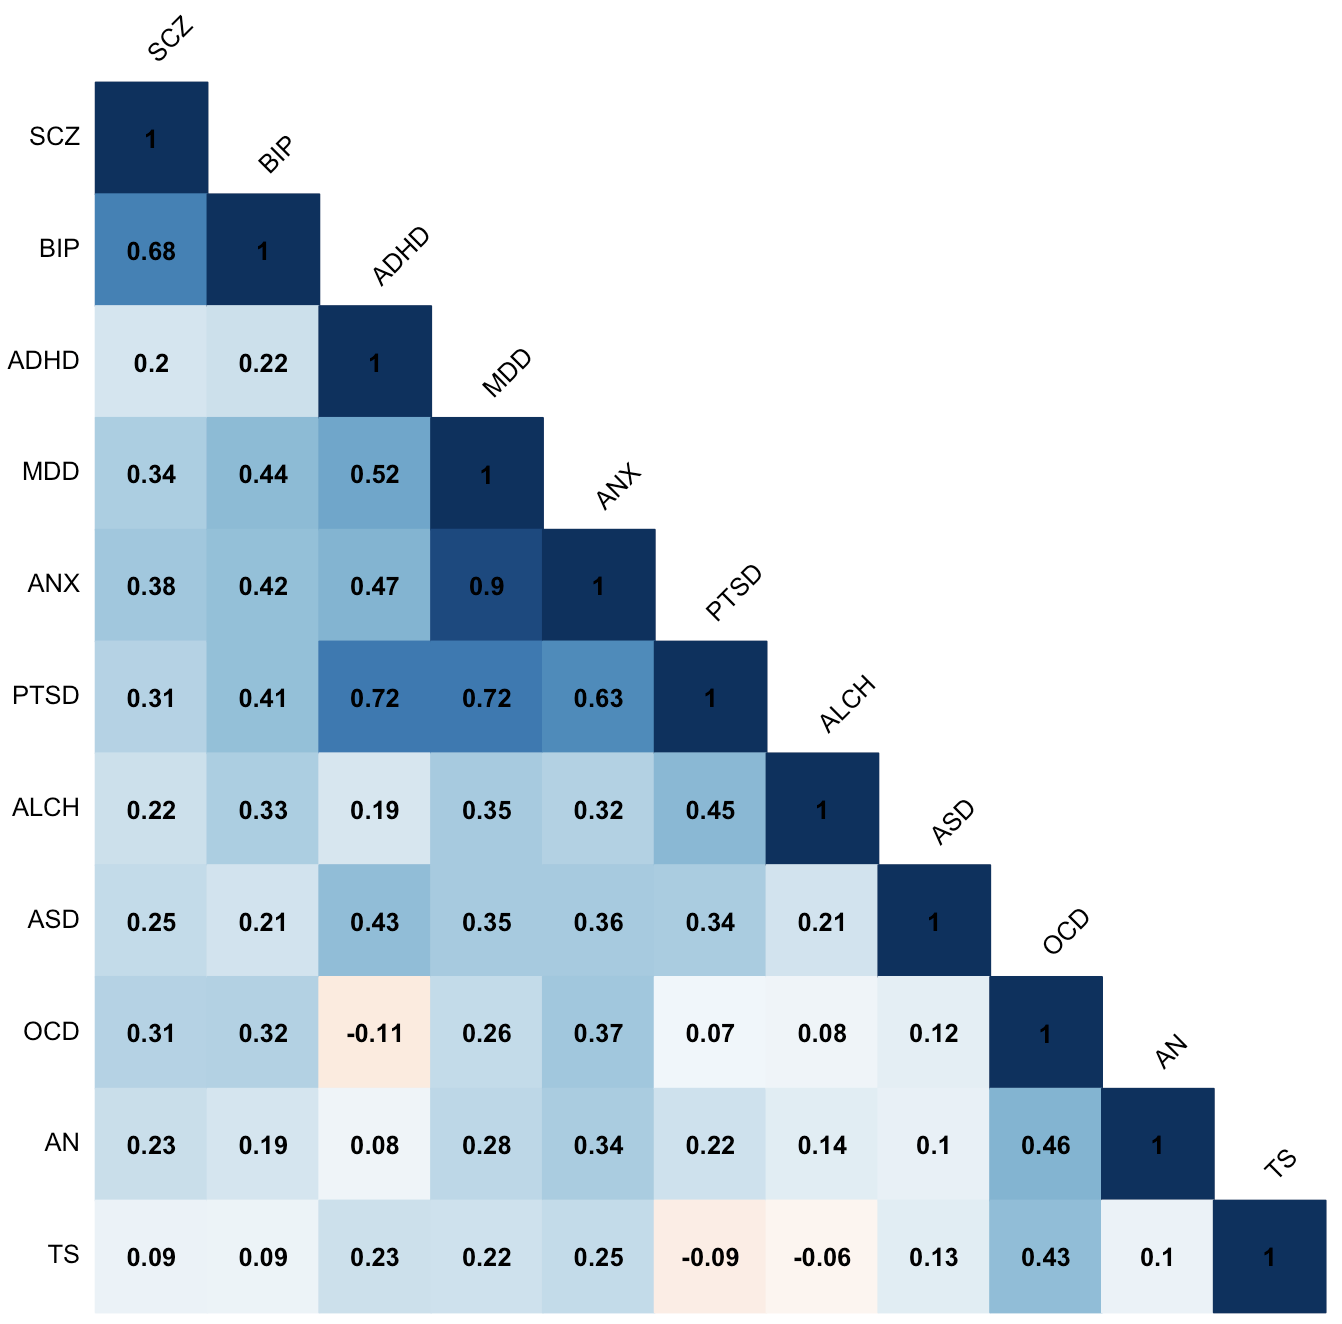 SCZ
SCZ 1 BIP
BIP 0.68 1 ADHD
ADHD 0.2 0.22 1 MDD
MDD 0.34 0.44 0.52 1 ANX
ANX 0.38 0.42 0.47 0.9 1 PTSD
PTSD 0.31 0.41 0.72 0.72 0.63 1 ALCH
ALCH 0.22 0.33 0.19 0.35 0.32 0.45 1 ASD
ASD 0.25 0.21 0.43 0.35 0.36 0.34 0.21 1 OCD
OCD 0.31 0.32 -0.11 0.26 0.37 0.07 0.08 0.12 1 AN
AN 0.23 0.19 0.08 0.28 0.34 0.22 0.14 0.1 0.46 1 TS
TS 0.09 0.09 0.23 0.22 0.25 -0.09 -0.06 0.13 0.43 0.1 1